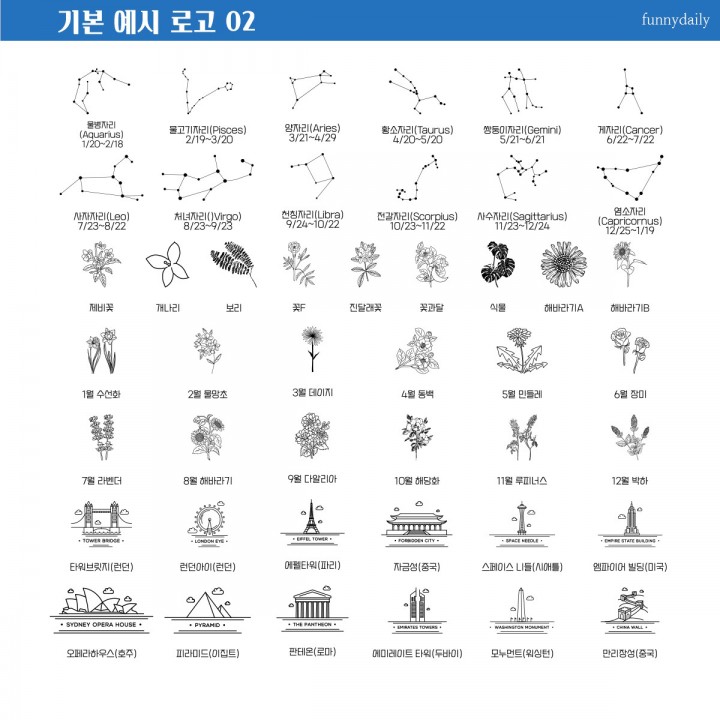 기본 예시 로고 02
funnydaily
물병자리
(Aquarius)
1/20~2/18
물고기자리(Pisces)
2/19~3/20
양자리(Aries)
3/21~4/29
황소자리(Taurus)
4/20~5/20
쌍둥이자리(Gemini)
5/21~6/21
게자리(Cancer)
6/22~7/22
사자자리(Leo)
7/23~8/22
처녀자리()Virgo)
8/23~9/23
천칭자리(Libra)
9/24~10/22
전갈자리(Scorpius)
10/23~11/22
사수자리(Sagittarius)
11/23~12/24
염소자리
(Capricornus)
12/25~1/19
제비꽃
개나리
보리
꽃F
진달래꽃
꽃과달
식물
해바라기A
해바라기B
1월 수선화
2월 물망초
3월 데이지
4월 동백
5월 민들레
6월 장미
7월 라벤더
8월 해바라기
9월 다알리아
10월 해당화
11월 루피너스
12월 박하
TOWER BRIDGE
LONDON EYE
EIFFEL TOWER
FORBIDDEN CITY
SPACE NEEDLE
EMPIRE STATE BUILDING
타워브릿지(런던)
런던아이(런던)
에펠타워(파리)
자금성(중국)
스페이스 니들(시애틀)
엠파이어 빌딩(미국)
SYDNEY OPERA HOUSE
PYRAMID
THE PANTHEON
EMIRATES TOWERS
WASHINGTON MONUMENT
CHINA WALL
오페라하우스(호주)
피라미드(이집트)
판테온(로마)
에미레이트 타워(두바이)
모뉴먼트(워싱턴)
만리장성(중국)